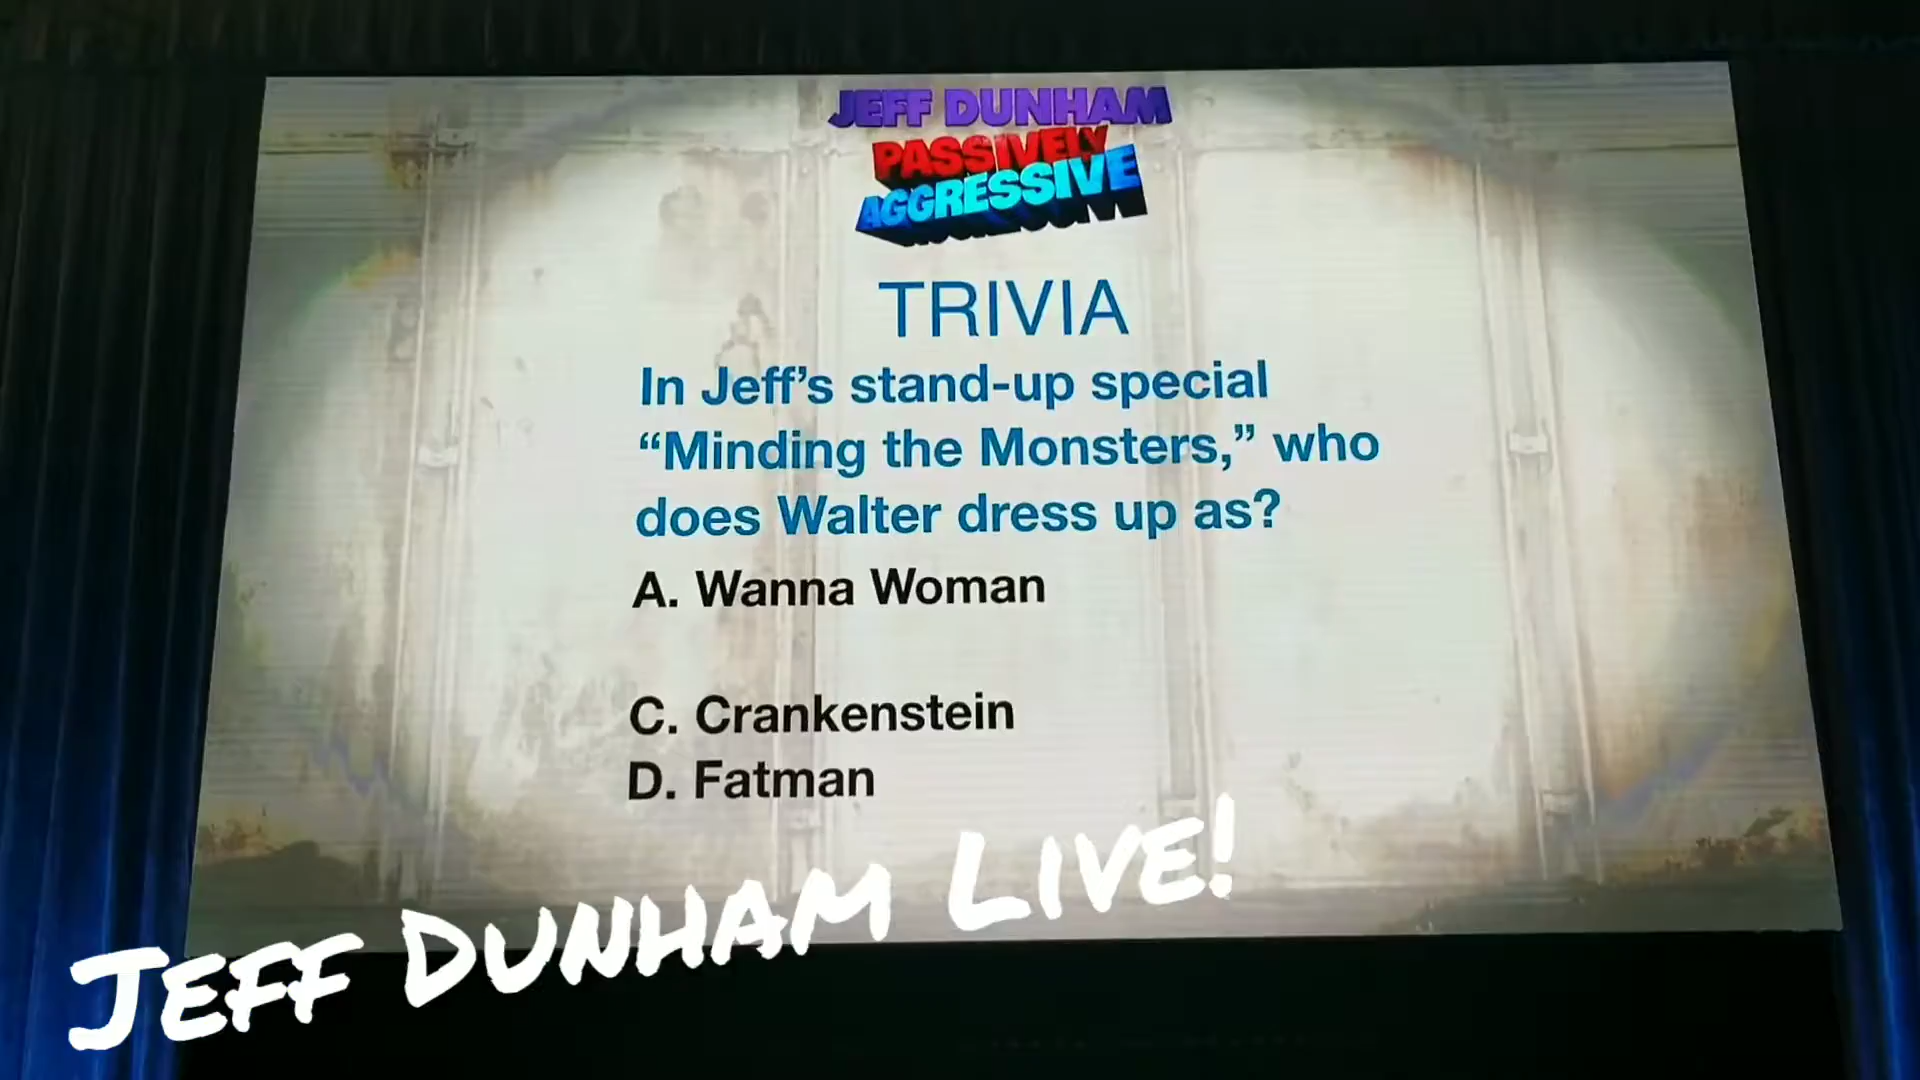 JEFF DUNHAM
PASSIVELY
AGGRESSIVE
TRIVIA
In Jeff’s stand-up special
“Minding the Monsters,” who
does Walter dress up as?
A. Wanna Woman
C. Crankenstein
D. Fatman
JEFF DUNHAM LIVE!